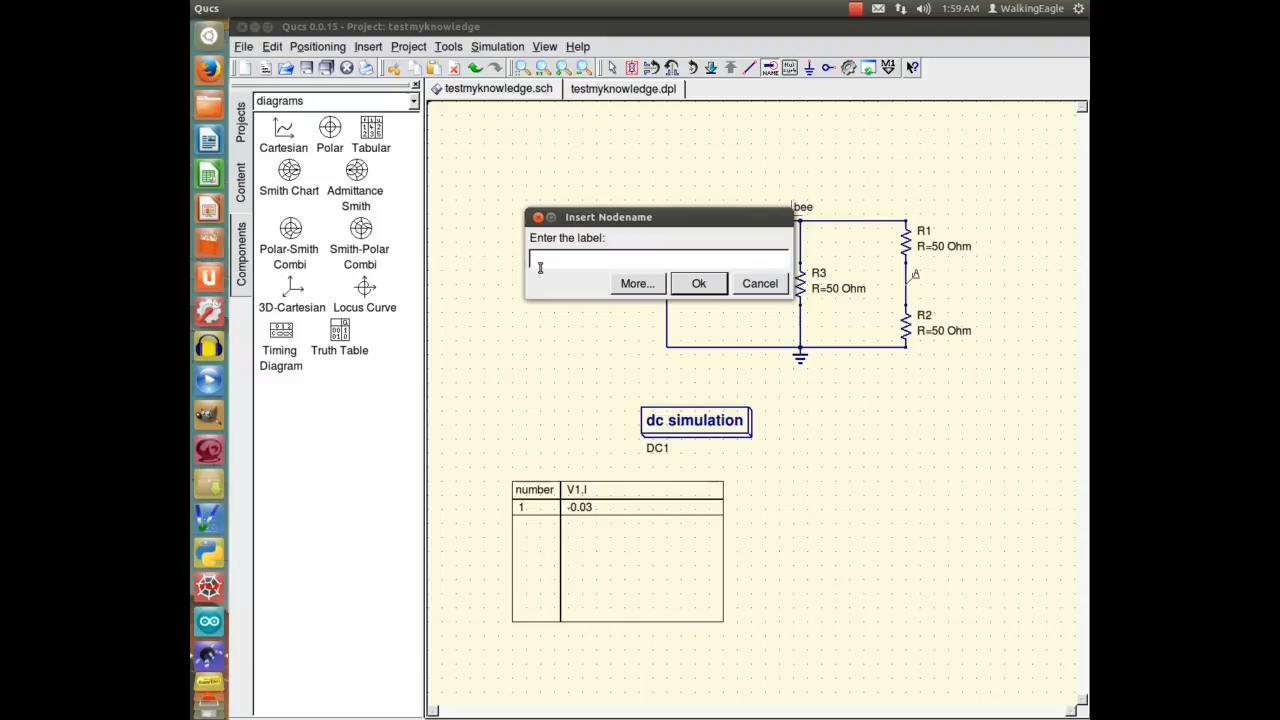 Qucs
1:59 AM
WalkingEagle
Qucs 0.0.15 - Project: testmyknowledge
File Edit Positioning Insert Project Tools Simulation View Help
NAME
M1
testmyknowledge.sch
testmyknowledge.dpl
Projects
Content
Components
diagrams
Cartesian
Polar
Tabular
Smith Chart
Admittance
Smith
Polar-Smith
Combi
Smith-Polar
Combi
3D-Cartesian
Locus Curve
Timing
Diagram
Truth Table
Insert Nodename
Enter the label:
More...
Ok
Cancel
bee
R1
R=50 Ohm
A
R3
R=50 Ohm
R2
R=50 Ohm
dc simulation
DC1
number V1.I
1 -0.03